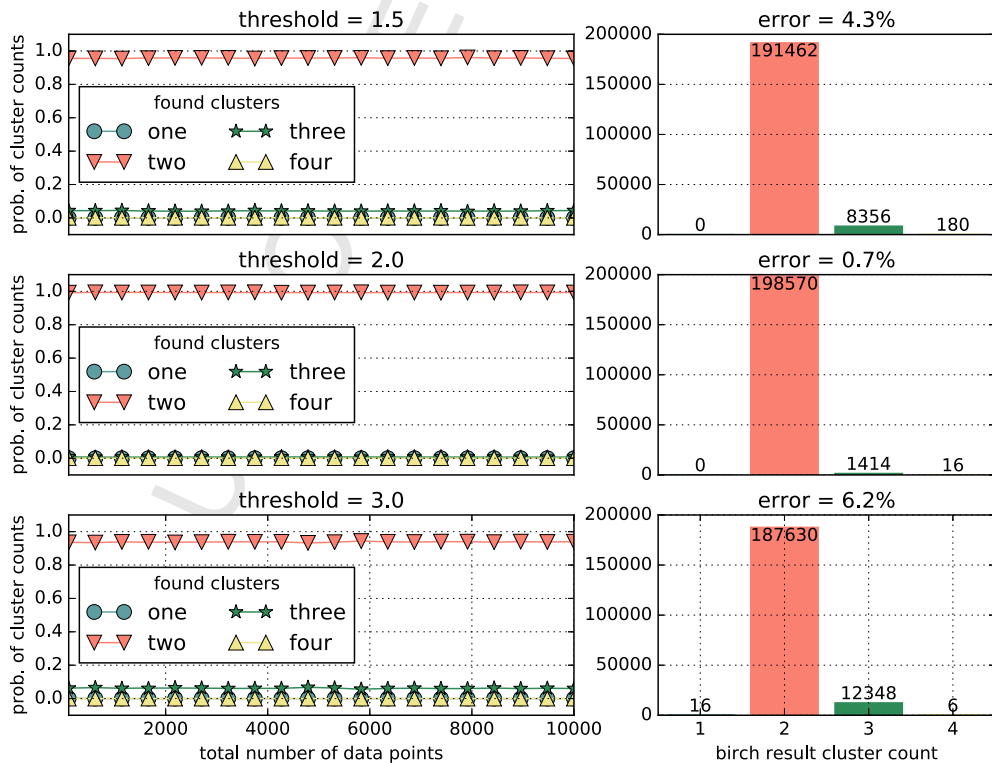 threshold = 1.5
error = 4.3%
prob. of cluster counts
1.0
0.8
0.6
0.4
0.2
0.0
found clusters
one
three
two
four
200000
150000
100000
50000
0
0
191462
8356
180
threshold = 2.0
error = 0.7%
prob. of cluster counts
1.0
0.8
0.6
0.4
0.2
0.0
found clusters
one
three
two
four
200000
150000
100000
50000
0
0
198570
1414
16
threshold = 3.0
error = 6.2%
prob. of cluster counts
1.0
0.8
0.6
0.4
0.2
0.0
found clusters
one
three
two
four
2000
4000
6000
8000
10000
total number of data points
200000
150000
100000
50000
0
16
187630
12348
6
1
2
3
4
birch result cluster count